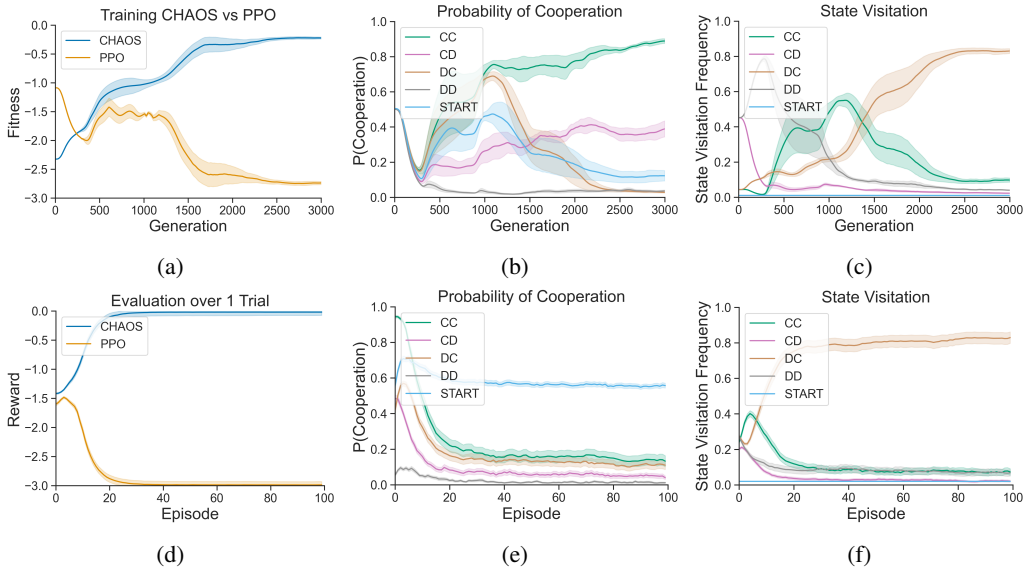 Training CHAOS vs PPO
Fitness
0.0
−0.5
−1.0
−1.5
−2.0
−2.5
−3.0
CHAOS
PPO
0 500 1000 1500 2000 2500 3000
Generation
(a)
Probability of Cooperation
P(Cooperation)
1.0
0.8
0.6
0.4
0.2
0.0
CC
CD
DC
DD
START
0 500 1000 1500 2000 2500 3000
Generation
(b)
State Visitation
State Visitation Frequency
1.0
0.8
0.6
0.4
0.2
0.0
CC
CD
DC
DD
START
0 500 1000 1500 2000 2500 3000
Generation
(c)
Evaluation over 1 Trial
Reward
0.0
−0.5
−1.0
−1.5
−2.0
−2.5
−3.0
CHAOS
PPO
0 20 40 60 80 100
Episode
(d)
Probability of Cooperation
P(Cooperation)
1.0
0.8
0.6
0.4
0.2
0.0
CC
CD
DC
DD
START
0 20 40 60 80 100
Episode
(e)
State Visitation
State Visitation Frequency
1.0
0.8
0.6
0.4
0.2
0.0
CC
CD
DC
DD
START
0 20 40 60 80 100
Episode
(f)